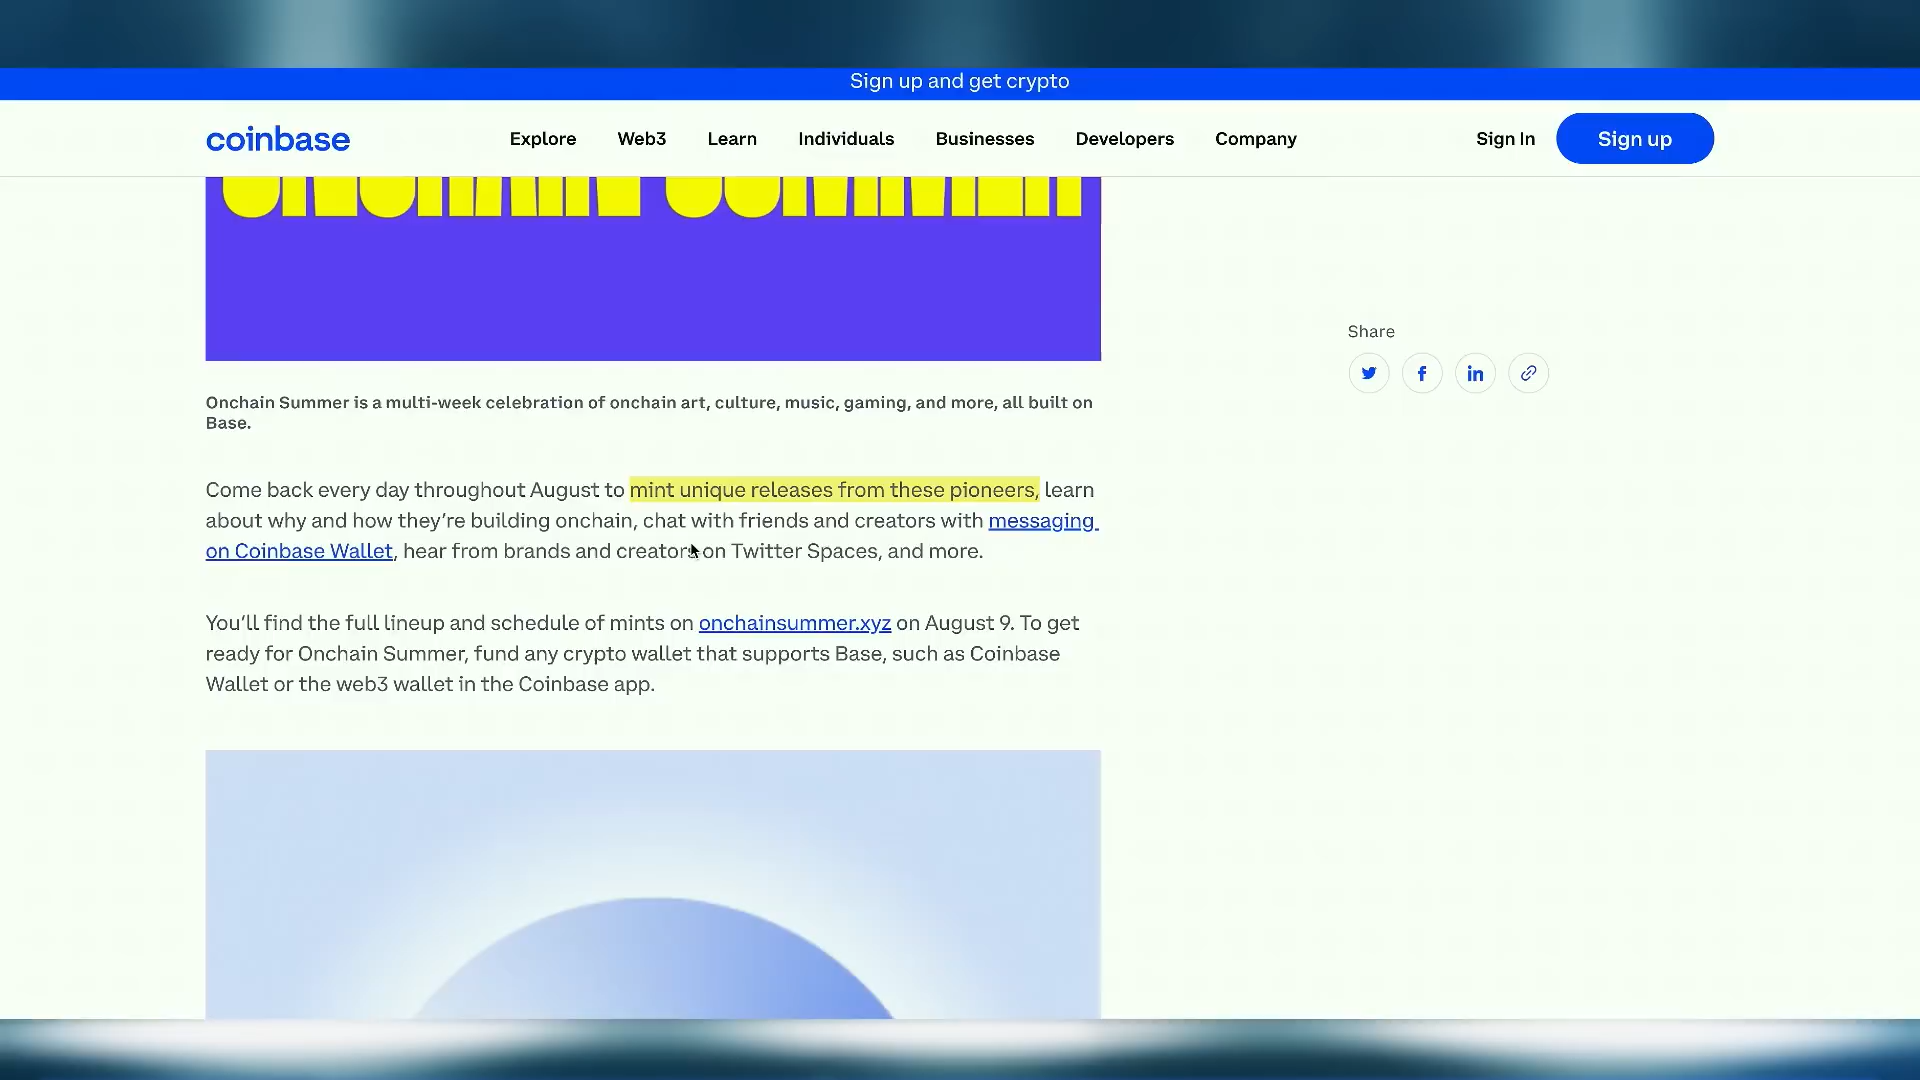 Sign up and get crypto
coinbase
Explore Web3 Learn Individuals Businesses Developers Company
Sign In Sign up
ONCHAIN SUMMER
Share
Onchain Summer is a multi-week celebration of onchain art, culture, music, gaming, and more, all built on
Base.
Come back every day throughout August to mint unique releases from these pioneers, learn
about why and how they’re building onchain, chat with friends and creators with messaging
on Coinbase Wallet, hear from brands and creators on Twitter Spaces, and more.
You’ll find the full lineup and schedule of mints on onchainsummer.xyz on August 9. To get
ready for Onchain Summer, fund any crypto wallet that supports Base, such as Coinbase
Wallet or the web3 wallet in the Coinbase app.